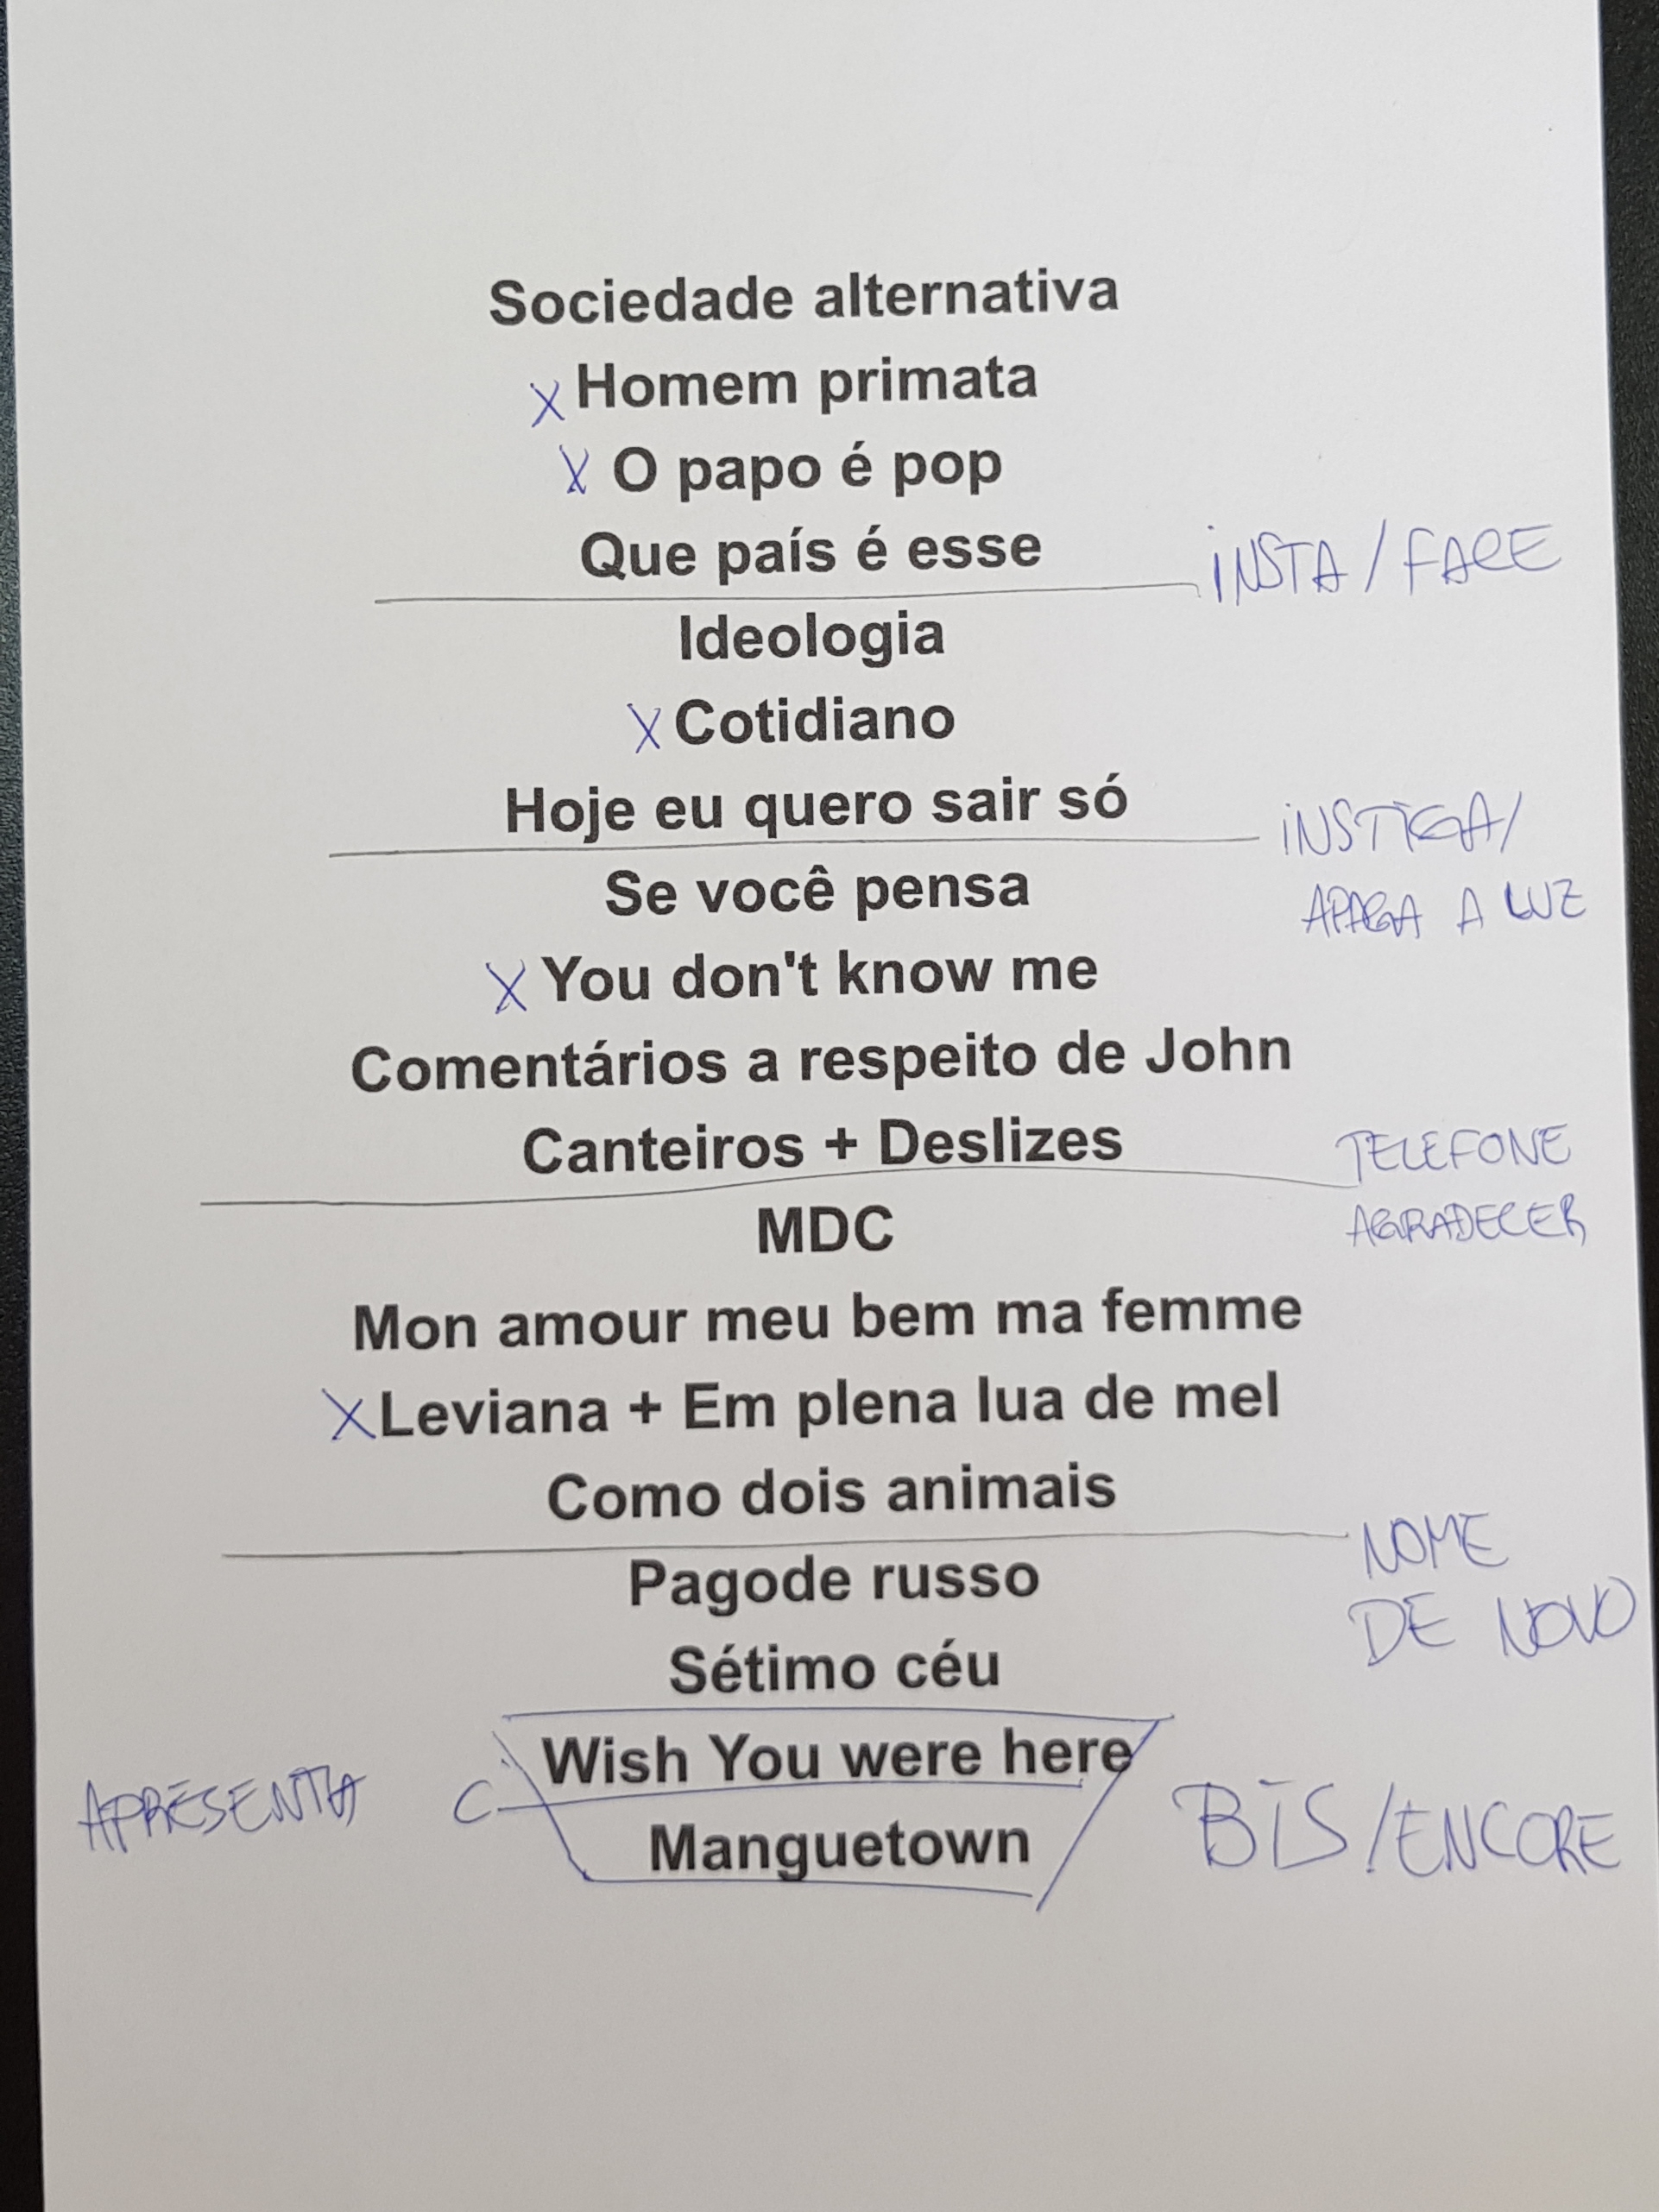 Sociedade alternativa
X Homem primata
X O papo é pop
Que país é esse
INSTA / FACE
Ideologia
X Cotidiano
Hoje eu quero sair só
INSTIGA/
Se você pensa
APAGA A LUZ
X You don't know me
Comentários a respeito de John
Canteiros + Deslizes
TELEFONE
MDC
AGRADECER
Mon amour meu bem ma femme
X Leviana + Em plena lua de mel
Como dois animais
NOME
Pagode russo
DE NOVO
Sétimo céu
Wish You were here
APRESENTA
BIS/ENCORE
Manguetown